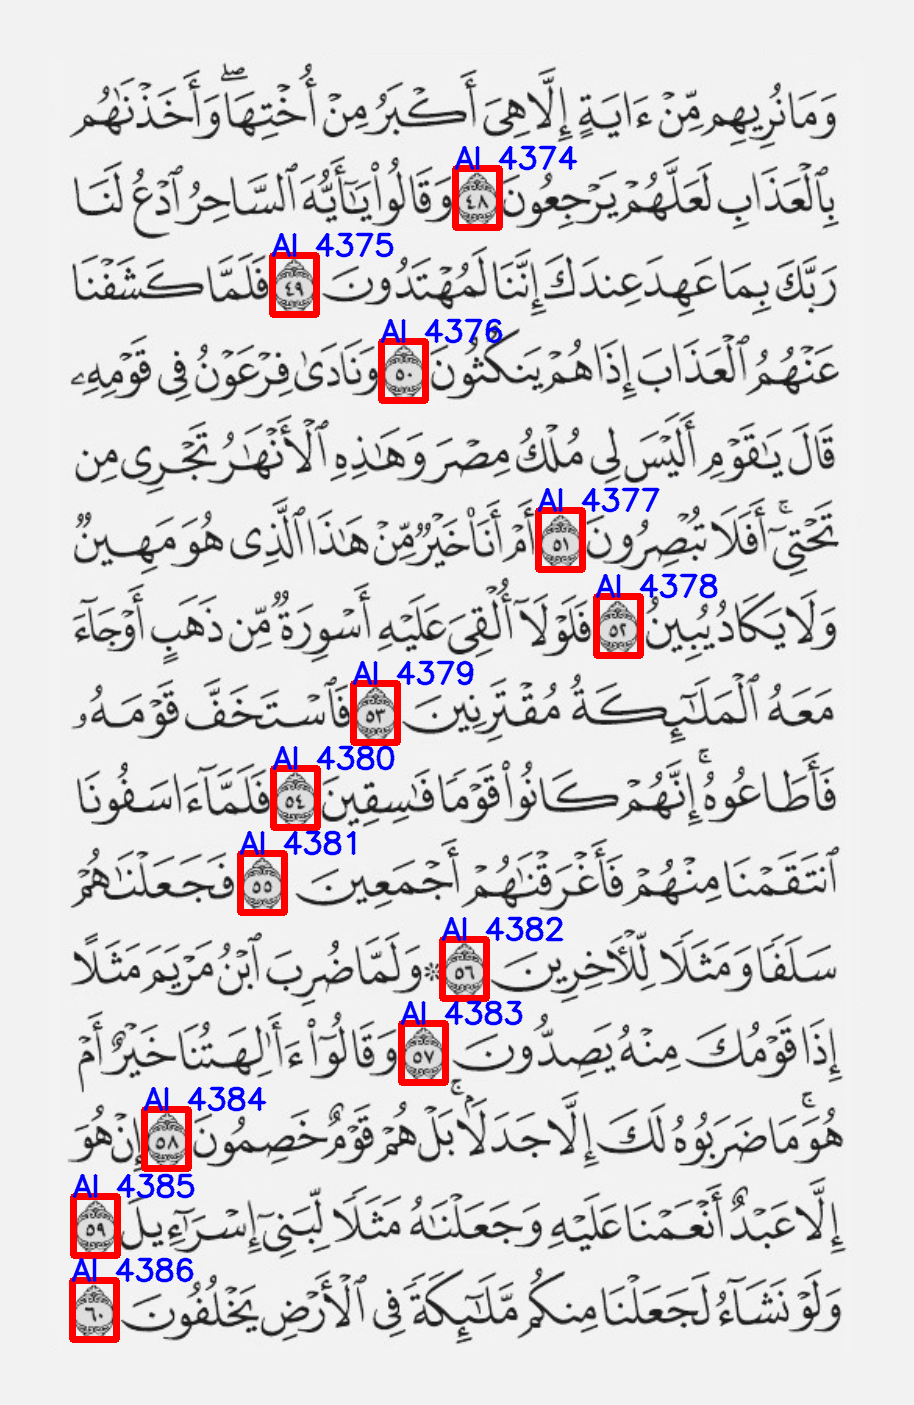 وَمَا نُرِيهِم مِّنْ ءَايَةٍ إِلَّا هِىَ أَكْبَرُ مِنْ أُخْتِهَا ۖ وَأَخَذْنَٰهُم
AI 4374
بِٱلْعَذَابِ لَعَلَّهُمْ يَرْجِعُونَ ٤٨ وَقَالُوا۟ يَٰٓأَيُّهَ ٱلسَّاحِرُ ٱدْعُ لَنَا
AI 4375
رَبَّكَ بِمَا عَهِدَ عِندَكَ إِنَّنَا لَمُهْتَدُونَ ٤٩ فَلَمَّا كَشَفْنَا
AI 4376
عَنْهُمُ ٱلْعَذَابَ إِذَا هُمْ يَنكُثُونَ ٥٠ وَنَادَىٰ فِرْعَوْنُ فِى قَوْمِهِۦ
قَالَ يَٰقَوْمِ أَلَيْسَ لِى مُلْكُ مِصْرَ وَهَٰذِهِ ٱلْأَنْهَٰرُ تَجْرِى مِن
AI 4377
تَحْتِىٓ ۚ أَفَلَا تُبْصِرُونَ ٥١ أَمْ أَنَا۠ خَيْرٌ مِّنْ هَٰذَا ٱلَّذِى هُوَ مَهِينٌ
AI 4378
وَلَا يَكَادُ يُبِينُ ٥٢ فَلَوْلَآ أُلْقِىَ عَلَيْهِ أَسْوِرَةٌ مِّن ذَهَبٍ أَوْ جَآءَ
AI 4379
مَعَهُ ٱلْمَلَٰٓئِكَةُ مُقْتَرِنِينَ ٥٣ فَٱسْتَخَفَّ قَوْمَهُۥ
AI 4380
فَأَطَاعُوهُ ۚ إِنَّهُمْ كَانُوا۟ قَوْمًا فَٰسِقِينَ ٥٤ فَلَمَّآ ءَاسَفُونَا
AI 4381
ٱنتَقَمْنَا مِنْهُمْ فَأَغْرَقْنَٰهُمْ أَجْمَعِينَ ٥٥ فَجَعَلْنَٰهُمْ
AI 4382
سَلَفًا وَمَثَلًا لِّلْـَٔاخِرِينَ ٥٦ ۞ وَلَمَّا ضُرِبَ ٱبْنُ مَرْيَمَ مَثَلًا
AI 4383
إِذَا قَوْمُكَ مِنْهُ يَصِدُّونَ ٥٧ وَقَالُوٓا۟ ءَأَٰلِهَتُنَا خَيْرٌ أَمْ
AI 4384
هُوَ ۚ مَا ضَرَبُوهُ لَكَ إِلَّا جَدَلًۢا ۚ بَلْ هُمْ قَوْمٌ خَصِمُونَ ٥٨ إِنْ هُوَ
AI 4385
إِلَّا عَبْدٌ أَنْعَمْنَا عَلَيْهِ وَجَعَلْنَٰهُ مَثَلًا لِّبَنِىٓ إِسْرَٰٓءِيلَ ٥٩
AI 4386
وَلَوْ نَشَآءُ لَجَعَلْنَا مِنكُم مَّلَٰٓئِكَةً فِى ٱلْأَرْضِ يَخْلُفُونَ ٦٠